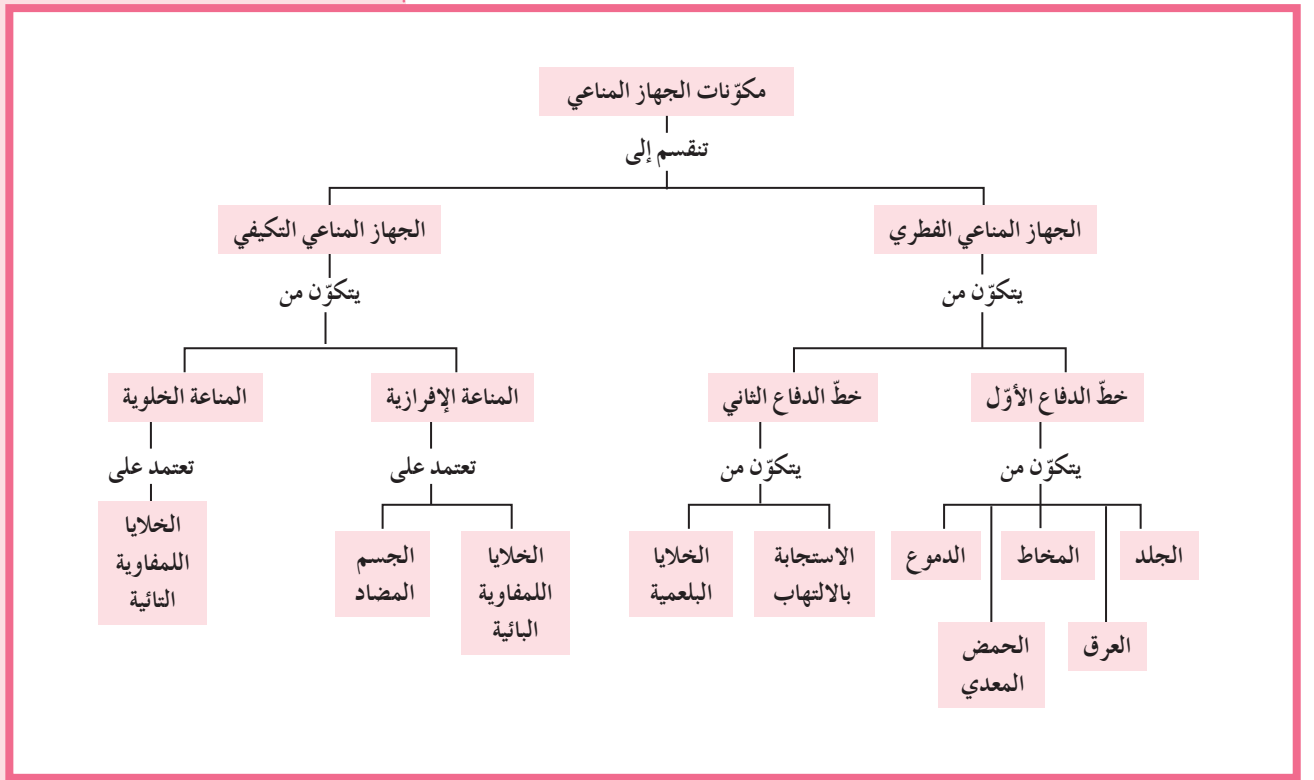 مكوّنات الجهاز المناعي
تنقسم إلى
الجهاز المناعي الفطري
الجهاز المناعي التكيفي
يتكوّن من
يتكوّن من
خطّ الدفاع الأوّل
خطّ الدفاع الثاني
المناعة الإفرازية
المناعة الخلوية
يتكوّن من
يتكوّن من
تعتمد على
تعتمد على
الجلد
العرق
المخاط
الحمض
المعدي
الدموع
الاستجابة
بالالتهاب
الخلايا
البلعمية
الخلايا
اللمفاوية
البائية
الجسم
المضاد
الخلايا
اللمفاوية
التائية